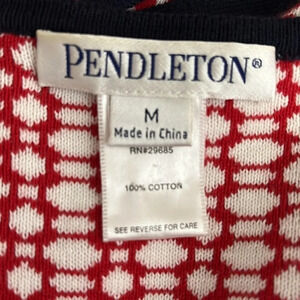 PENDLETON®
M
Made in China
RN#29685
100% COTTON
SEE REVERSE FOR CARE